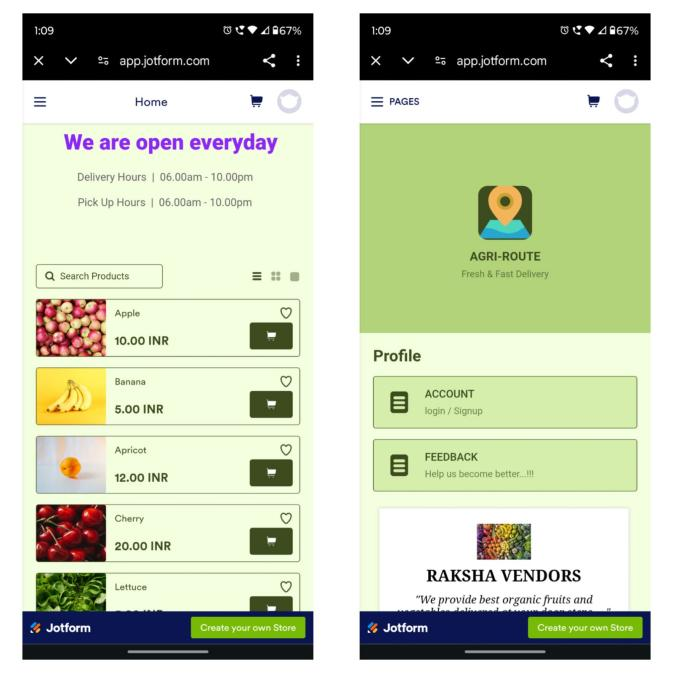 1:09
67%
app.jotform.com
Home
We are open everyday
Delivery Hours | 06.00am - 10.00pm
Pick Up Hours | 06.00am - 10.00pm
Search Products
Apple
10.00 INR
Banana
5.00 INR
Apricot
12.00 INR
Cherry
20.00 INR
Lettuce
Jotform
Create your own Store
1:09
67%
app.jotform.com
PAGES
AGRI-ROUTE
Fresh & Fast Delivery
Profile
ACCOUNT
login / Signup
FEEDBACK
Help us become better...!!!
RAKSHA VENDORS
"We provide best organic fruits and
Jotform
Create your own Store